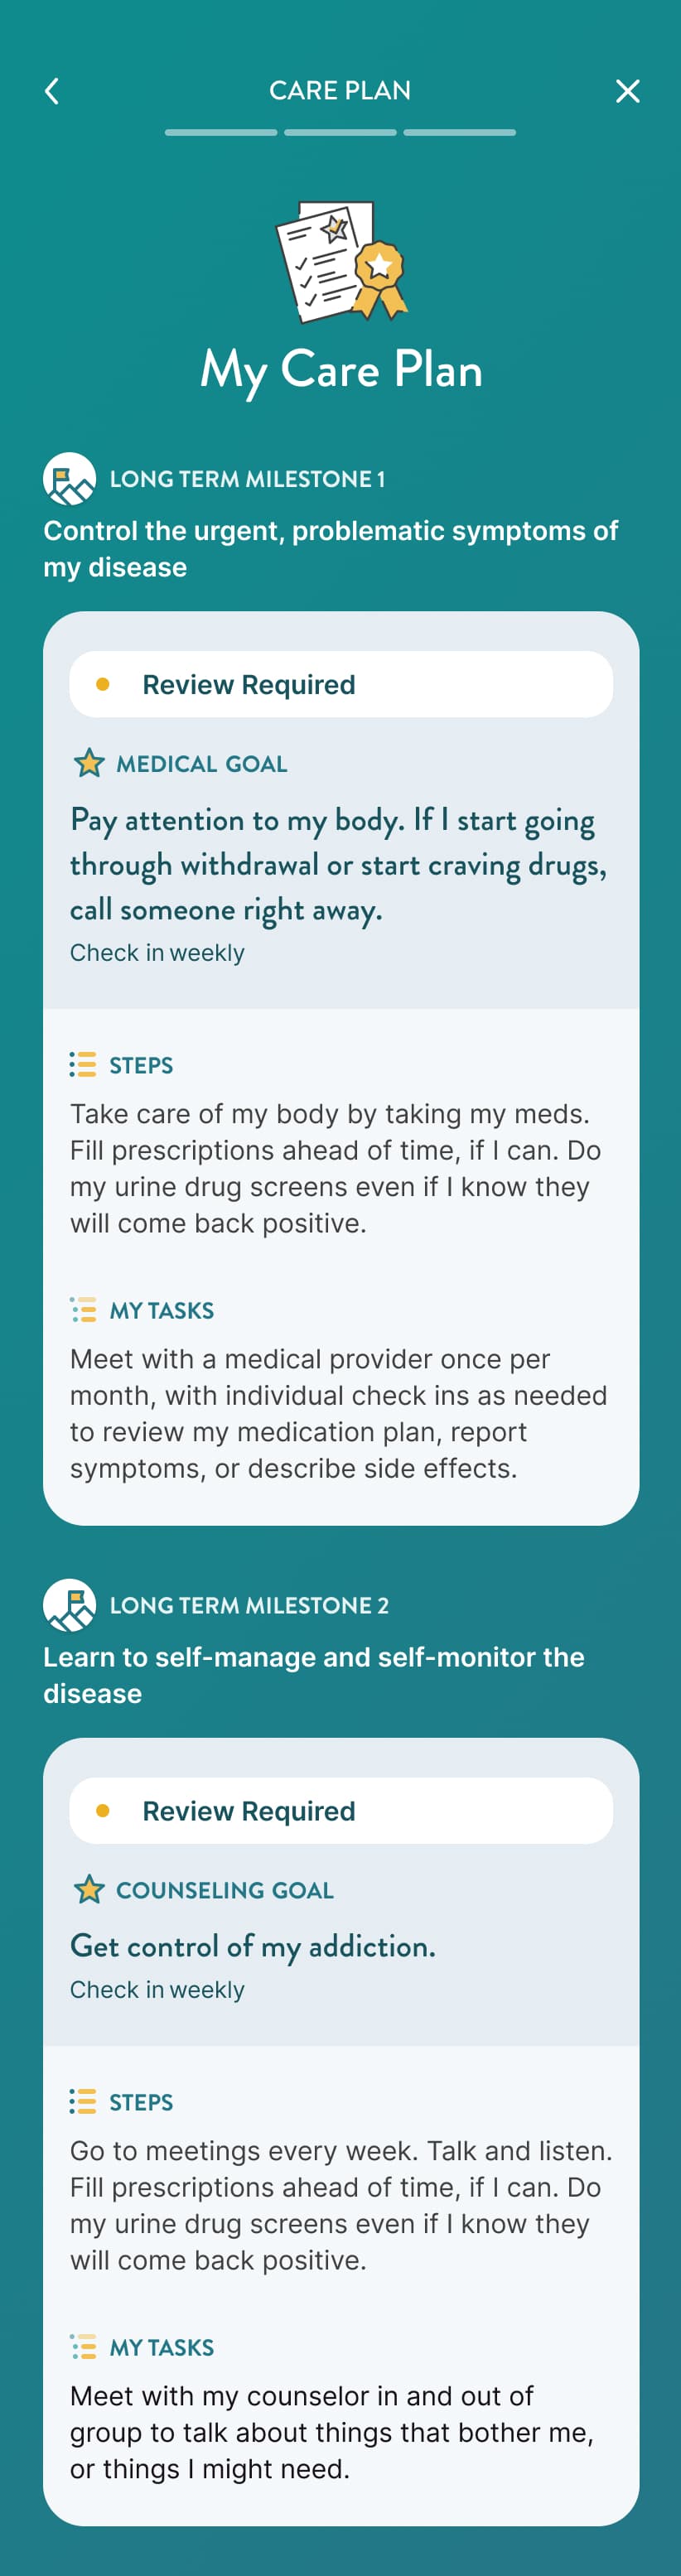 CARE PLAN
My Care Plan
LONG TERM MILESTONE 1
Control the urgent, problematic symptoms of
my disease
Review Required
MEDICAL GOAL
Pay attention to my body. If I start going
through withdrawal or start craving drugs,
call someone right away.
Check in weekly
STEPS
Take care of my body by taking my meds.
Fill prescriptions ahead of time, if I can. Do
my urine drug screens even if I know they
will come back positive.
MY TASKS
Meet with a medical provider once per
month, with individual check ins as needed
to review my medication plan, report
symptoms, or describe side effects.
LONG TERM MILESTONE 2
Learn to self-manage and self-monitor the
disease
Review Required
COUNSELING GOAL
Get control of my addiction.
Check in weekly
STEPS
Go to meetings every week. Talk and listen.
Fill prescriptions ahead of time, if I can. Do
my urine drug screens even if I know they
will come back positive.
MY TASKS
Meet with my counselor in and out of
group to talk about things that bother me,
or things I might need.